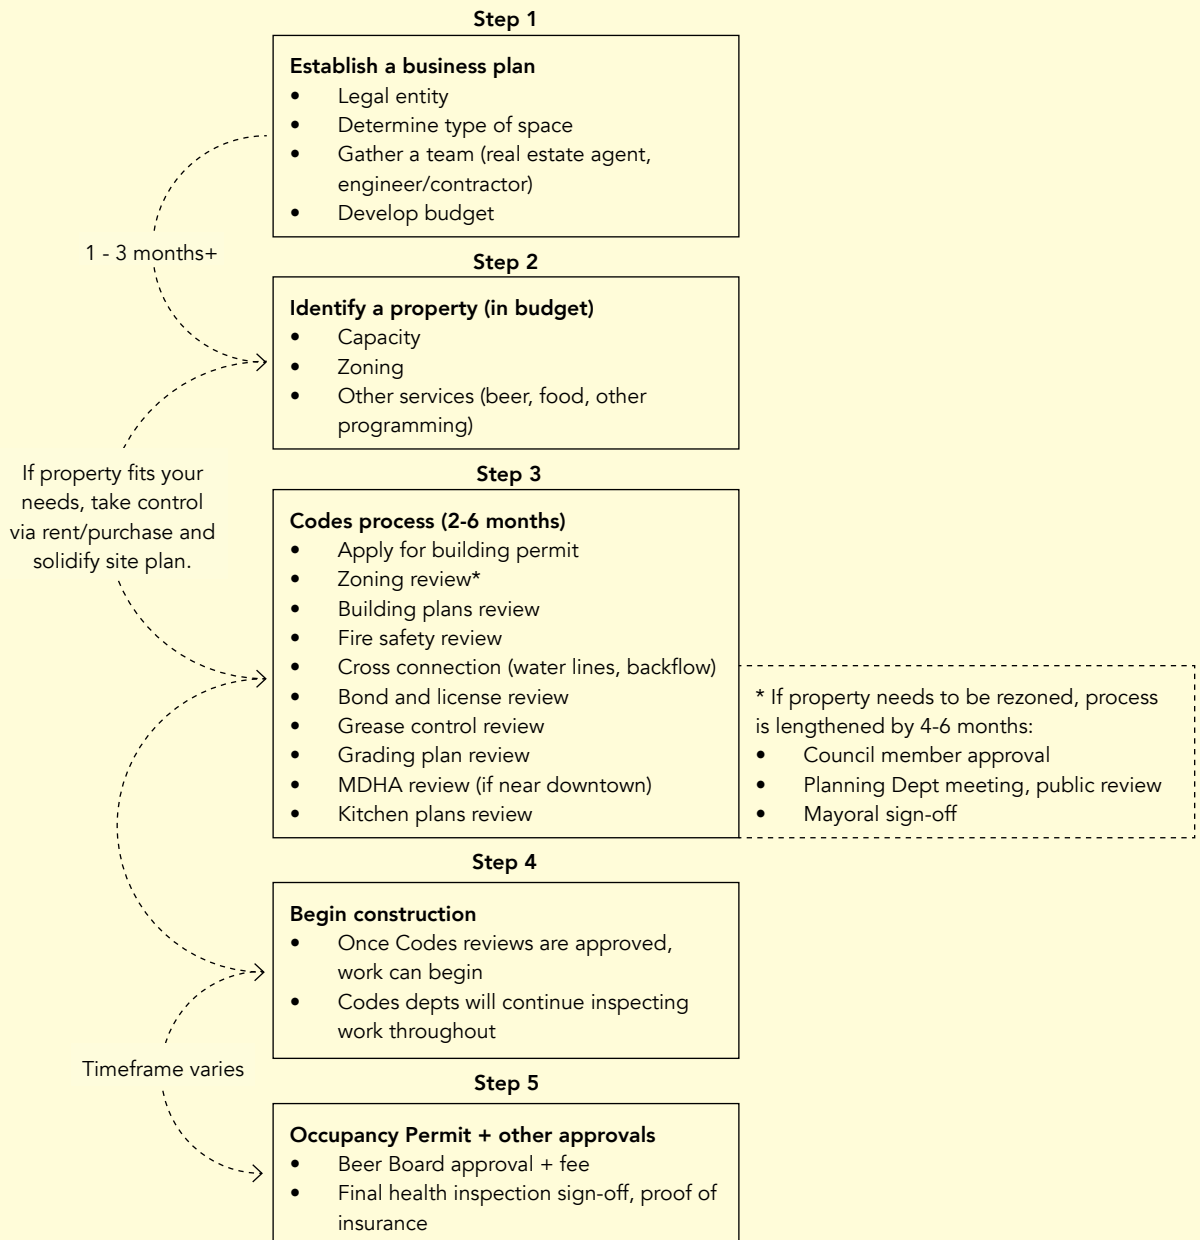 Step 1
Establish a business plan
• Legal entity
• Determine type of space
• Gather a team (real estate agent,
engineer/contractor)
• Develop budget
1 - 3 months+
Step 2
Identify a property (in budget)
• Capacity
• Zoning
• Other services (beer, food, other
programming)
If property fits your
needs, take control
via rent/purchase and
solidify site plan.
Step 3
Codes process (2-6 months)
• Apply for building permit
• Zoning review*
• Building plans review
• Fire safety review
• Cross connection (water lines, backflow)
• Bond and license review
• Grease control review
• Grading plan review
• MDHA review (if near downtown)
• Kitchen plans review
* If property needs to be rezoned, process
is lengthened by 4-6 months:
• Council member approval
• Planning Dept meeting, public review
• Mayoral sign-off
Step 4
Begin construction
• Once Codes reviews are approved,
work can begin
• Codes depts will continue inspecting
work throughout
Timeframe varies
Step 5
Occupancy Permit + other approvals
• Beer Board approval + fee
• Final health inspection sign-off, proof of
insurance